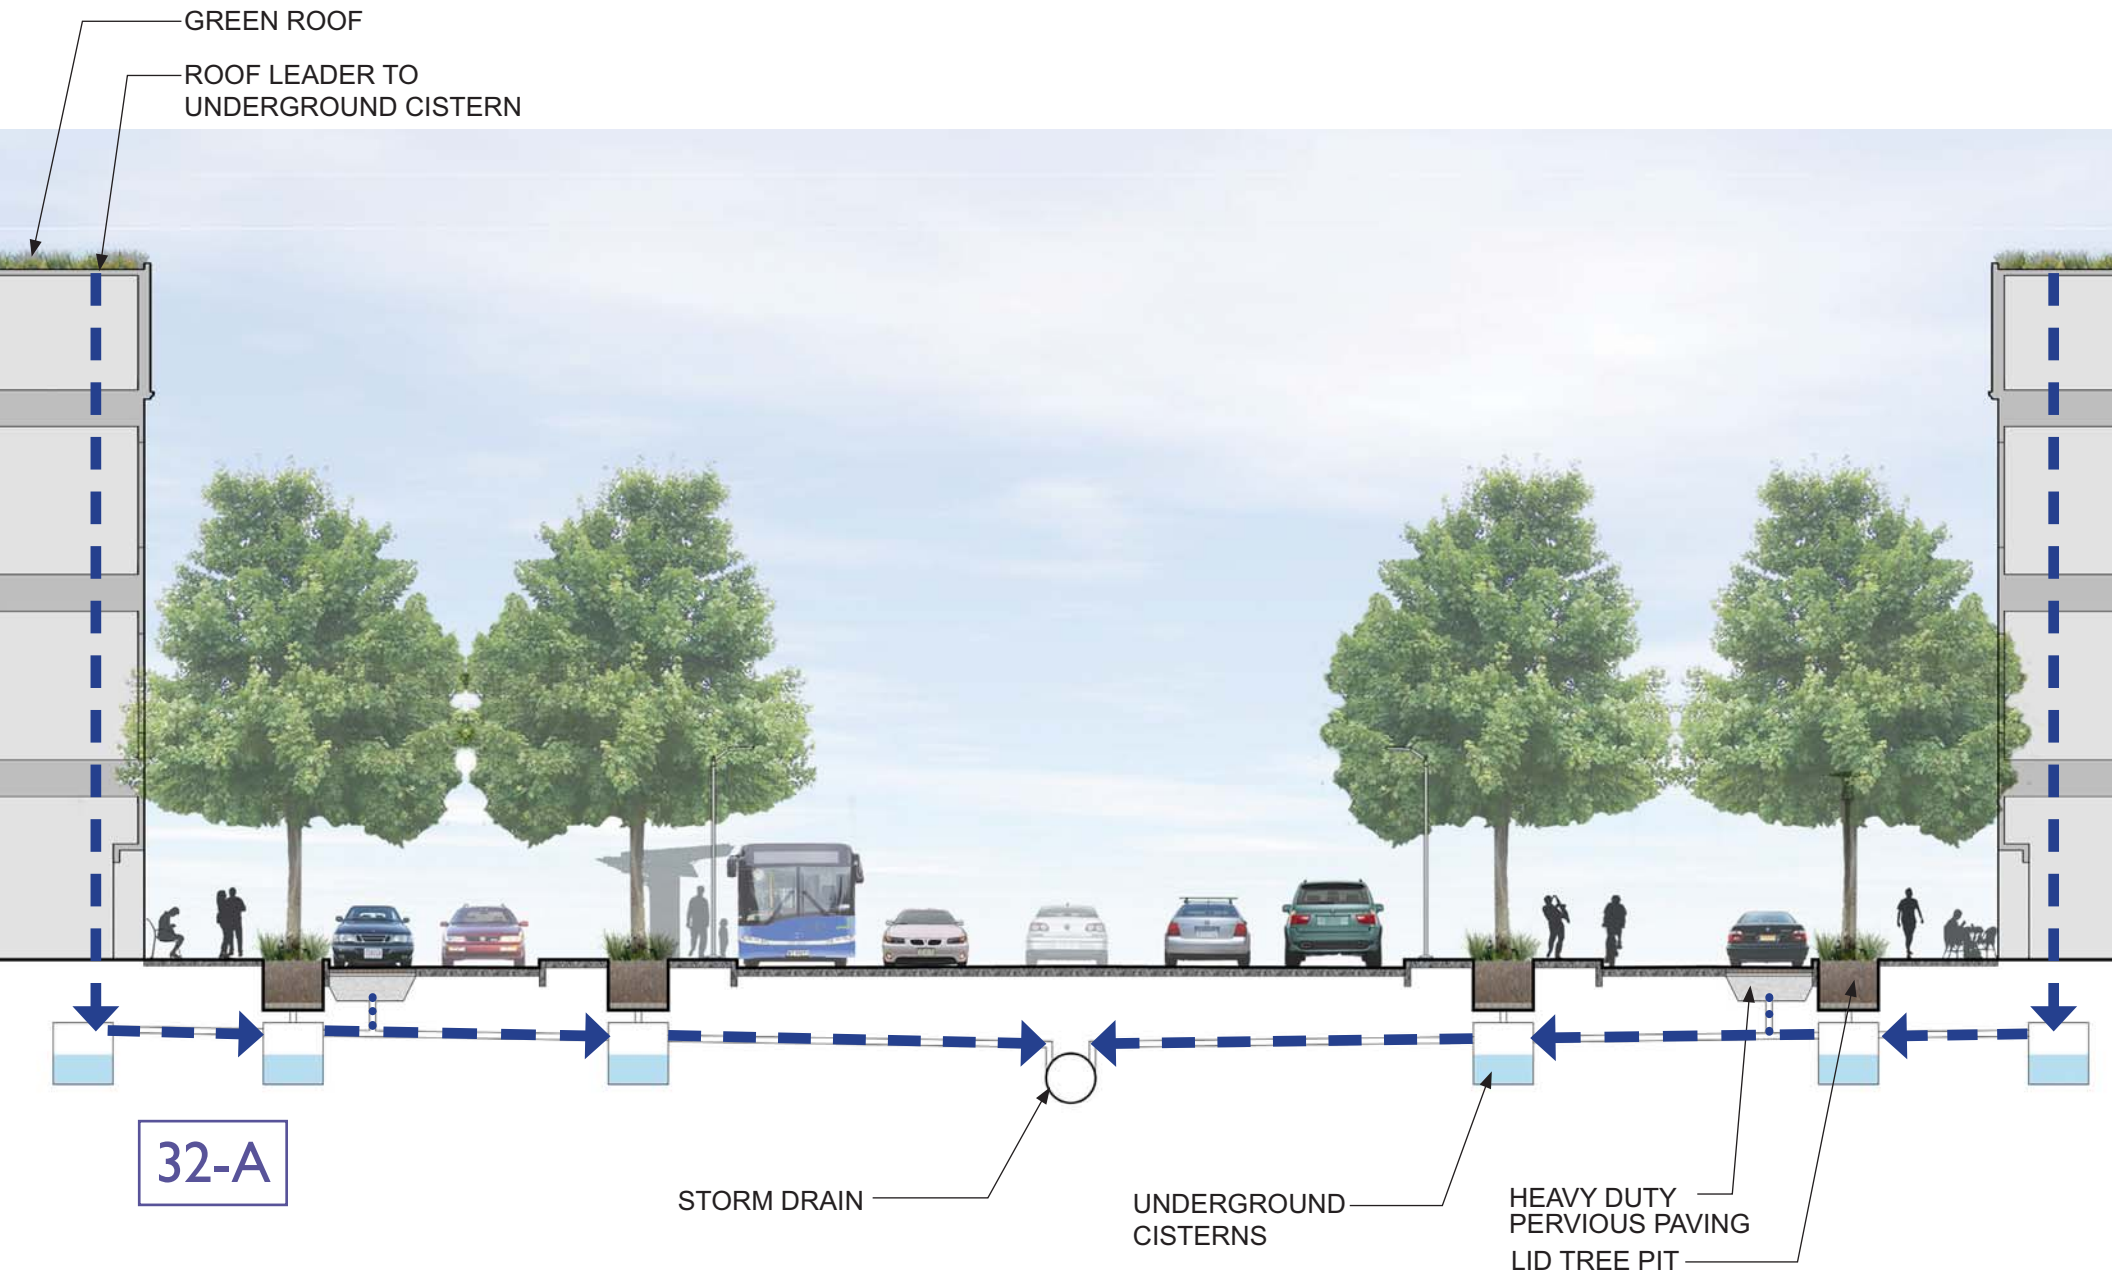 GREEN ROOF
ROOF LEADER TO
UNDERGROUND CISTERN
32-A
STORM DRAIN
UNDERGROUND
CISTERNS
HEAVY DUTY
PERVIOUS PAVING
LID TREE PIT